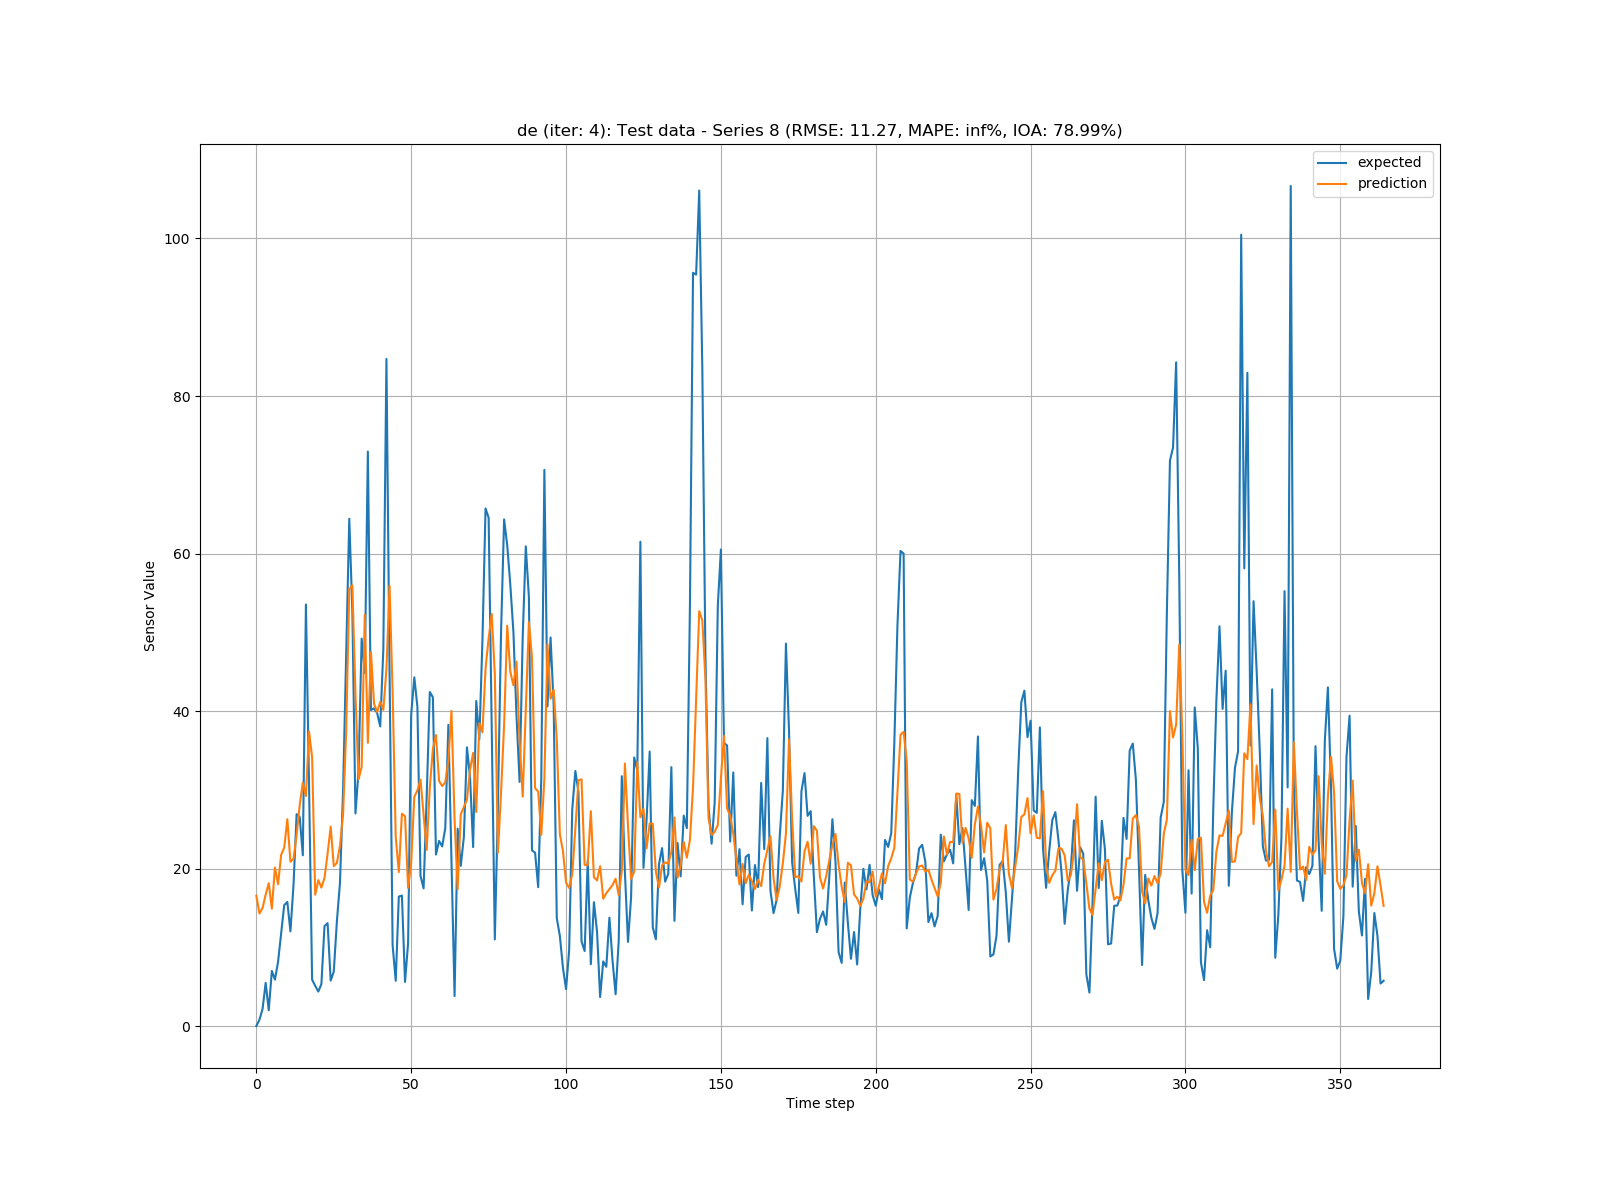 de (iter: 4): Test data - Series 8 (RMSE: 11.27, MAPE: inf%, IOA: 78.99%)
expected
prediction
100
80
60
40
20
0
Sensor Value
0 50 100 150 200 250 300 350
Time step